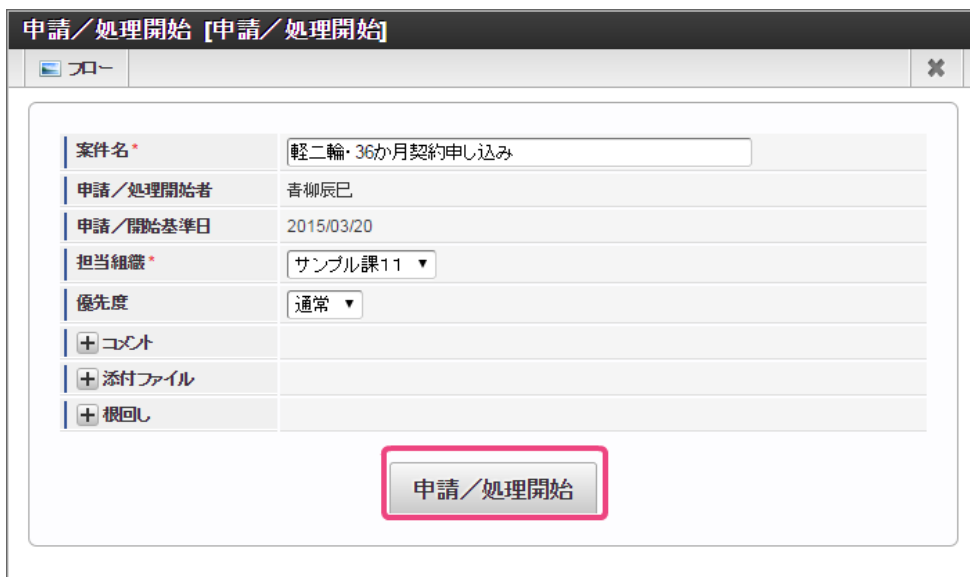 申請／処理開始 [申請／処理開始]
フロー
案件名* 軽二輪・36か月契約申し込み
申請／処理開始者 青柳辰巳
申請／開始基準日 2015/03/20
担当組織* サンプル課11
優先度 通常
コメント
添付ファイル
根回し
申請／処理開始